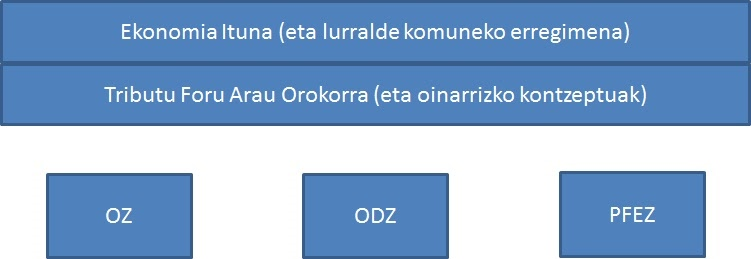 Ekonomia Ituna (eta lurralde komuneko erregimena)
Tributu Foru Arau Orokorra (eta oinarrizko kontzeptuak)
OZ
ODZ
PFEZ